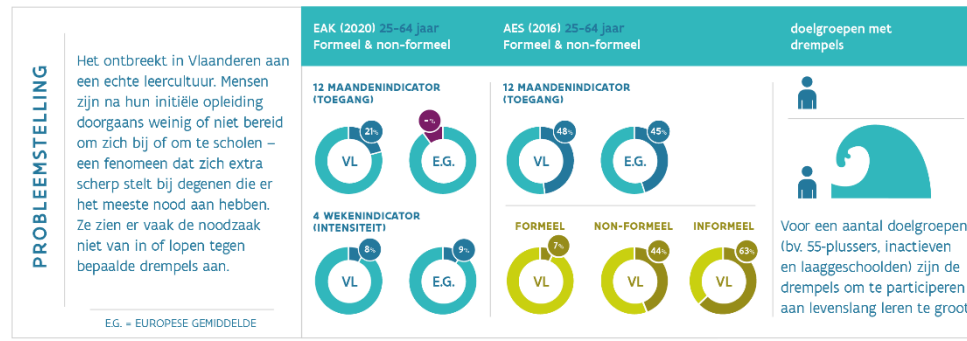 PROBLEEMSTELLING
Het ontbreekt in Vlaanderen aan
een echte leercultuur. Mensen
zijn na hun initiële opleiding
doorgaans weinig of niet bereid
om zich bij of om te scholen –
een fenomeen dat zich extra
scherp stelt bij degenen die er
het meeste nood aan hebben.
Ze zien er vaak de noodzaak
niet van in of lopen tegen
bepaalde drempels aan.
E.G. = EUROPESE GEMIDDELDE
EAK (2020) 25-64 jaar
Formeel & non-formeel
12 MAANDENINDICATOR
(TOEGANG)
21%
VL
-%
E.G.
4 WEKENINDICATOR
(INTENSITEIT)
8%
VL
9%
E.G.
AES (2016) 25-64 jaar
Formeel & non-formeel
12 MAANDENINDICATOR
(TOEGANG)
48%
VL
45%
E.G.
FORMEEL
7%
VL
NON-FORMEEL
44%
VL
INFORMEEL
63%
VL
doelgroepen met
drempels
Voor een aantal doelgroepen
(bv. 55-plussers, inactieven
en laaggeschoolden) zijn de
drempels om te participeren
aan levenslang leren te groot